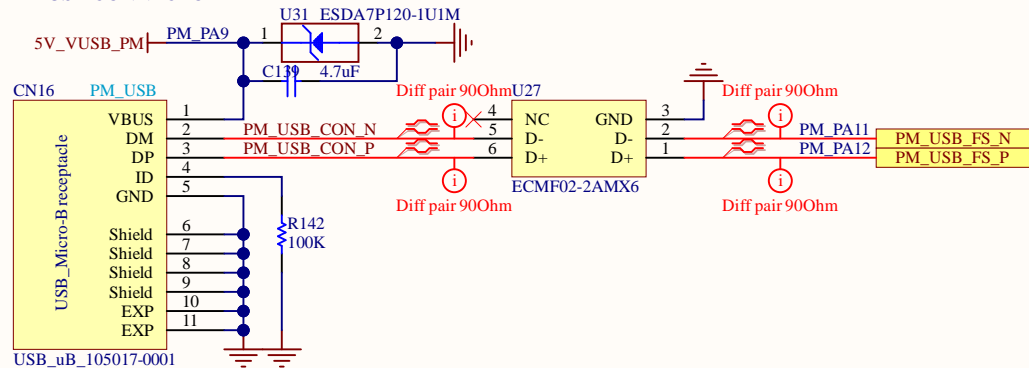 U31 ESDA7P120-1U1M
5V_VUSB_PM PM_PA9 1 2
C139 4.7uF
CN16 PM_USB
USB_Micro-B receptacle
VBUS 1
DM 2 PM_USB_CON_N
DP 3 PM_USB_CON_P
ID 4
GND 5
Shield 6
Shield 7
Shield 8
Shield 9
EXP 10
EXP 11
USB_uB_105017-0001
R142
100K
Diff pair 90Ohm
i
i
Diff pair 90Ohm
U27
4 NC GND 3
5 D- D- 2
6 D+ D+ 1
ECMF02-2AMX6
Diff pair 90Ohm
i
i
Diff pair 90Ohm
PM_PA11 PM_USB_FS_N
PM_PA12 PM_USB_FS_P